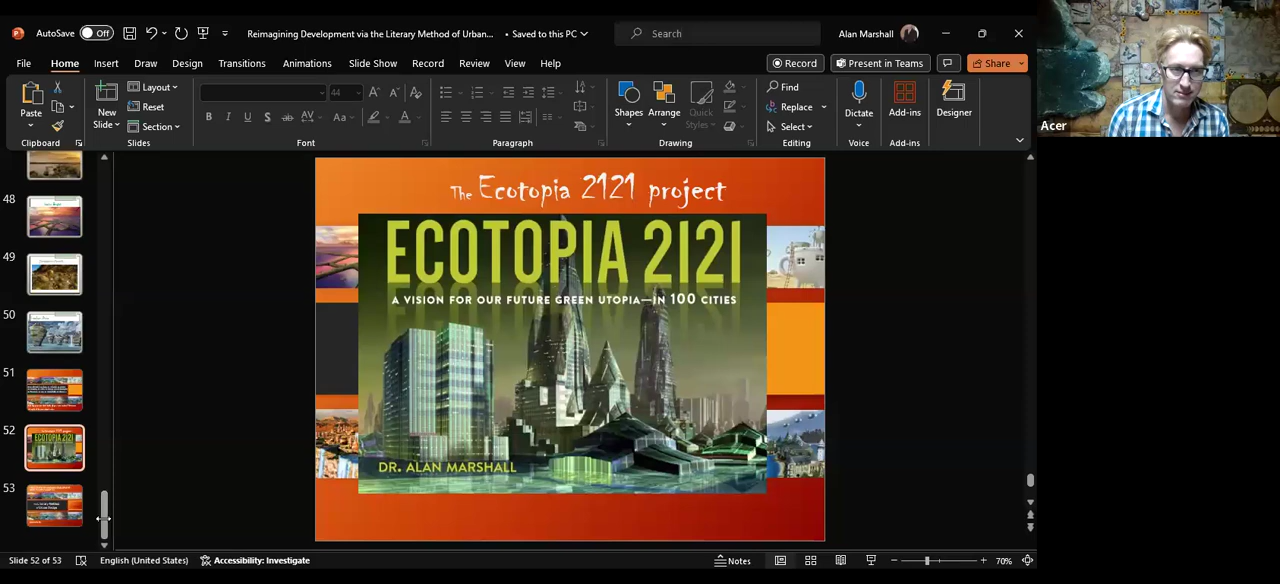 AutoSave Off
Reimagining Development via the Literary Method of Urban... • Saved to this PC
Search
Alan Marshall
File Home Insert Draw Design Transitions Animations Slide Show Record Review View Help
Record Present in Teams Share
Paste
New Slide
Layout
Reset
Section
44
Shapes
Arrange
Quick Styles
Find
Replace
Select
Dictate
Add-ins
Designer
Clipboard Slides Font Paragraph Drawing Editing Voice Add-ins
Acer
48
49
50
51
52
53
The Ecotopia 2121 project
ECOTOPIA 2121
A VISION FOR OUR FUTURE GREEN UTOPIA—IN 100 CITIES
DR. ALAN MARSHALL
Slide 52 of 53 English (United States) Accessibility: Investigate Notes 70%